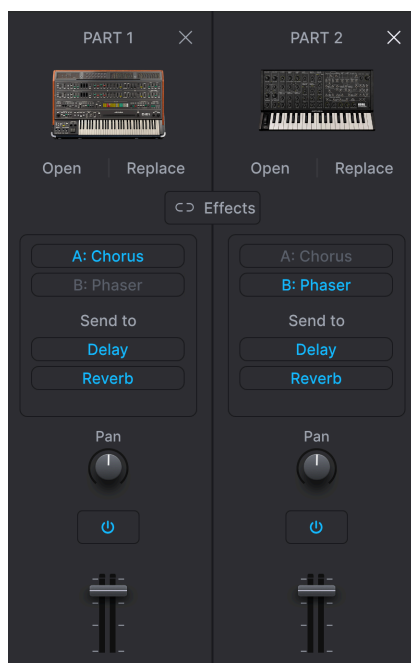 PART 1
PART 2
Open Replace
Open Replace
Effects
A: Chorus
B: Phaser
Send to
Delay
Reverb
Pan
A: Chorus
B: Phaser
Send to
Delay
Reverb
Pan